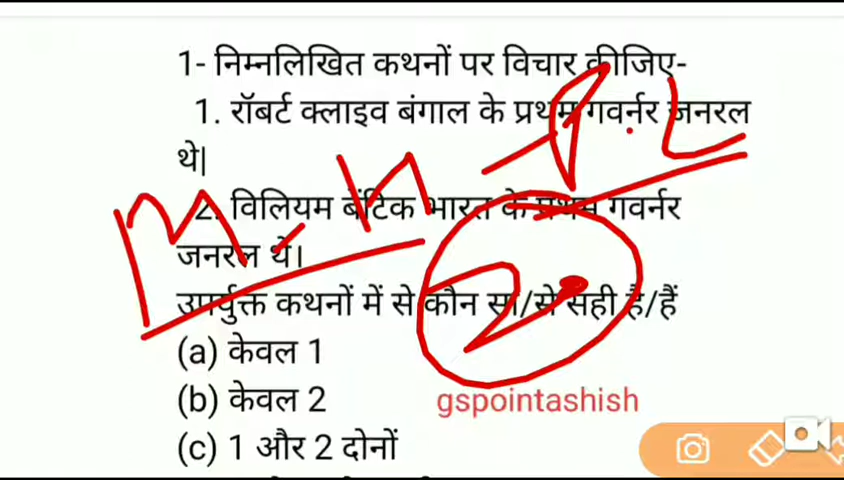 1- निम्नलिखित कथनों पर विचार कीजिए-
1. रॉबर्ट क्लाइव बंगाल के प्रथम गवर्नर जनरल
थे|
2. विलियम बेंटिक भारत के प्रथम गवर्नर
जनरल थे।
उपर्युक्त कथनों में से कौन सा/से सही है/हैं
(a) केवल 1
(b) केवल 2
gspointashish
(c) 1 और 2 दोनों